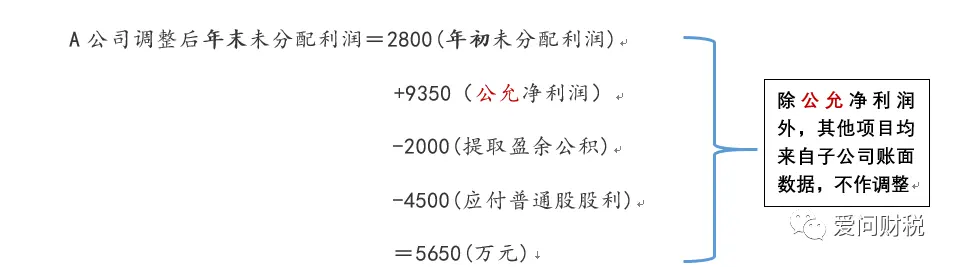 A公司调整后年末未分配利润=2800(年初未分配利润)
+9350(公允净利润)
-2000(提取盈余公积)
-4500(应付普通股股利)
=5650(万元)
除公允净利润
外,其他项目均
来自子公司账面
数据,不作调整
爱问财税